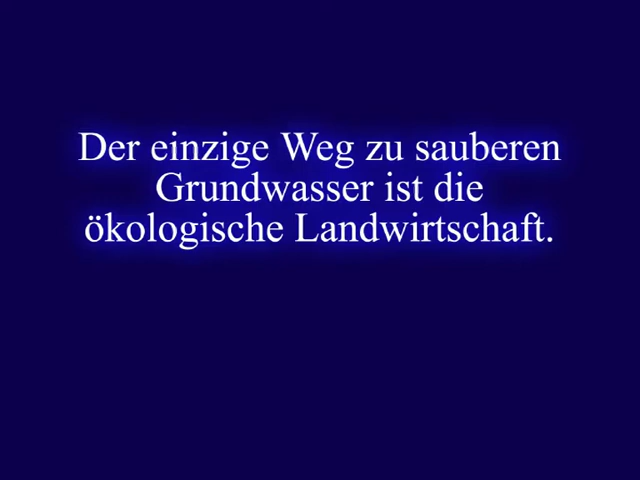 Der einzige Weg zu sauberen
Grundwasser ist die
ökologische Landwirtschaft.